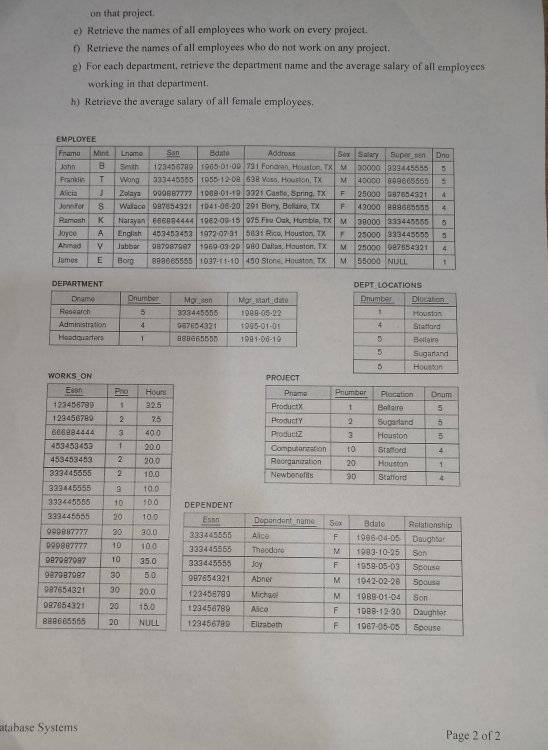 on that project.
e) Retrieve the names of all employees who work on every project.
f) Retrieve the names of all employees who do not work on any project.
g) For each department, retrieve the department name and the average salary of all employees
working in that department.
h) Retrieve the average salary of all female employees.
EMPLOYEE
Fname Minit Lname Ssn Bdate Address Sex Salary Super_ssn Dno
John B Smith 123456789 1965-01-09 731 Fondren, Houston, TX M 30000 333445555 5
Franklin T Wong 333445555 1955-12-08 638 Voss, Houston, TX M 40000 888665555 5
Alicia J Zelaya 999887777 1968-01-19 3321 Castle, Spring, TX F 25000 987654321 4
Jennifer S Wallace 987654321 1941-06-20 291 Berry, Bellaire, TX F 43000 888665555 4
Ramesh K Narayan 666884444 1962-09-15 975 Fire Oak, Humble, TX M 38000 333445555 5
Joyce A English 453453453 1972-07-31 5631 Rice, Houston, TX F 25000 333445555 5
Ahmad V Jabbar 987987987 1969-03-29 980 Dallas, Houston, TX M 25000 987654321 4
James E Borg 888665555 1937-11-10 450 Stone, Houston, TX M 55000 NULL 1
DEPARTMENT
Dname Dnumber Mgr_ssn Mgr_start_date
Research 5 333445555 1988-05-22
Administration 4 987654321 1995-01-01
Headquarters 1 888665555 1981-06-19
DEPT_LOCATIONS
Dnumber Dlocation
1 Houston
4 Stafford
5 Bellaire
5 Sugarland
5 Houston
WORKS_ON
Essn Pno Hours
123456789 1 32.5
123456789 2 7.5
666884444 3 40.0
453453453 1 20.0
453453453 2 20.0
333445555 2 10.0
333445555 3 10.0
333445555 10 10.0
333445555 20 10.0
999887777 30 30.0
999887777 10 10.0
987987987 10 35.0
987987987 30 5.0
987654321 30 20.0
987654321 20 15.0
888665555 20 NULL
PROJECT
Pname Pnumber Plocation Dnum
ProductX 1 Bellaire 5
ProductY 2 Sugarland 5
ProductZ 3 Houston 5
Computerization 10 Stafford 4
Reorganization 20 Houston 1
Newbenefits 30 Stafford 4
DEPENDENT
Essn Dependent_name Sex Bdate Relationship
333445555 Alice F 1986-04-05 Daughter
333445555 Theodore M 1983-10-25 Son
333445555 Joy F 1958-05-03 Spouse
987654321 Abner M 1942-02-28 Spouse
123456789 Michael M 1988-01-04 Son
123456789 Alice F 1988-12-30 Daughter
123456789 Elizabeth F 1967-05-05 Spouse
atabase Systems
Page 2 of 2